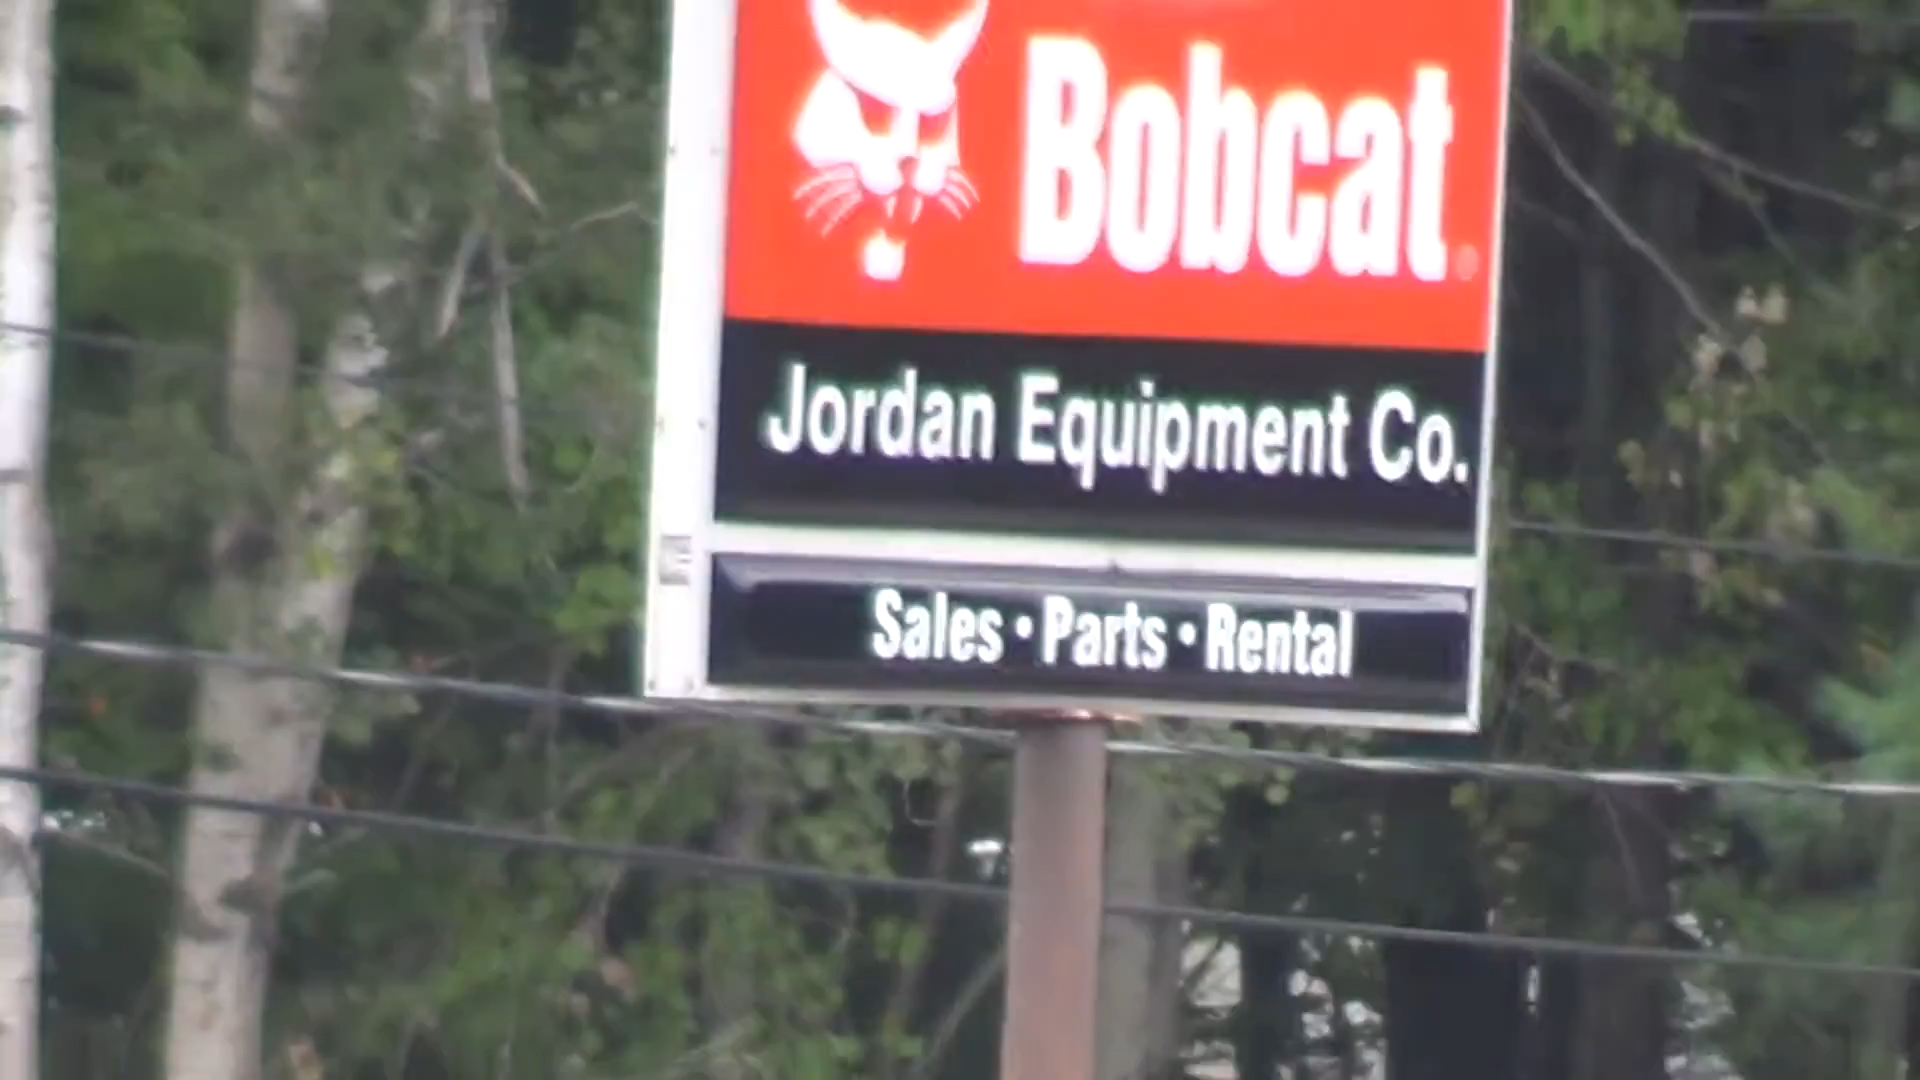 Bobcat
Jordan Equipment Co.
Sales • Parts • Rental